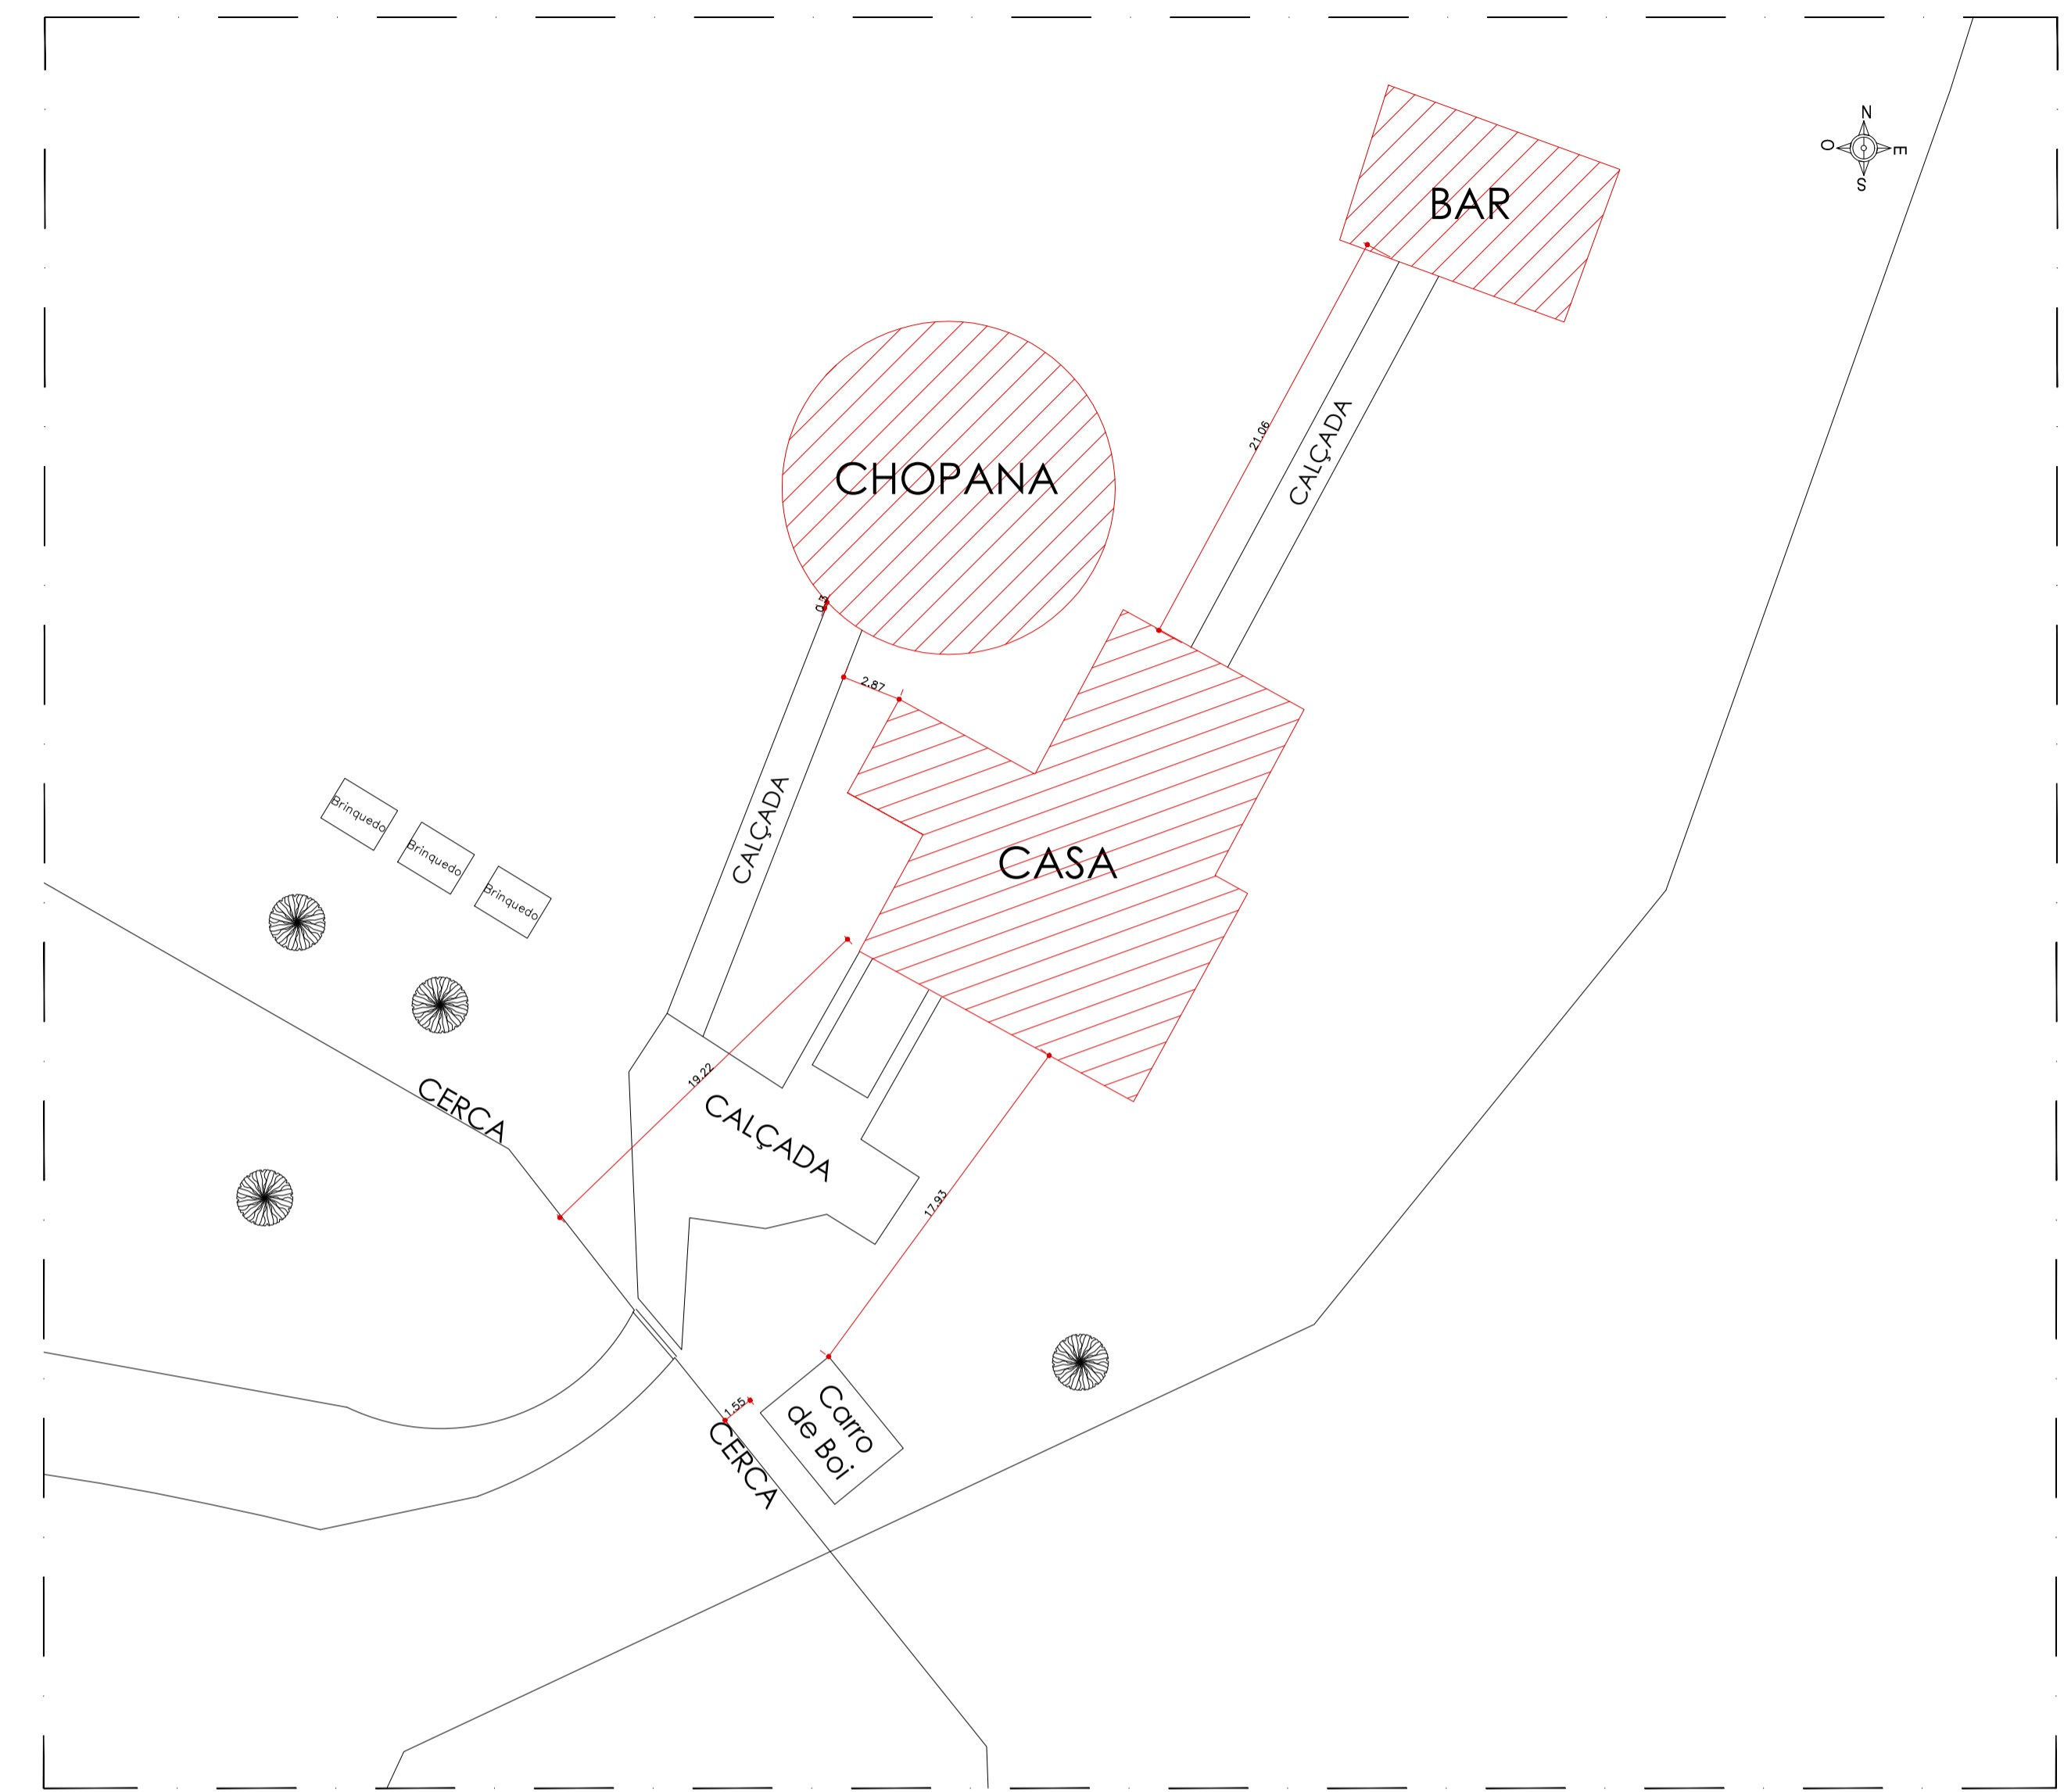 N
O
E
S
BAR
21.06
CALÇADA
CHOPANA
2.87
CALÇADA
CASA
Brinquedo
Brinquedo
Brinquedo
CERCA
19.22
CALÇADA
17.93
1.55
CERCA
Carro
de Boi